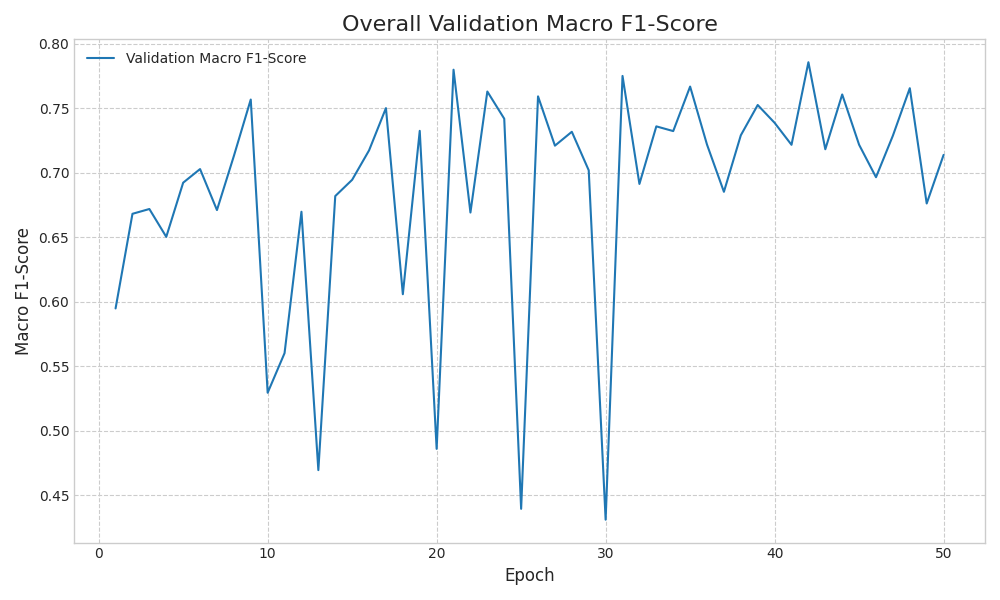 Overall Validation Macro F1-Score
Validation Macro F1-Score
Macro F1-Score
0.80
0.75
0.70
0.65
0.60
0.55
0.50
0.45
0 10 20 30 40 50
Epoch